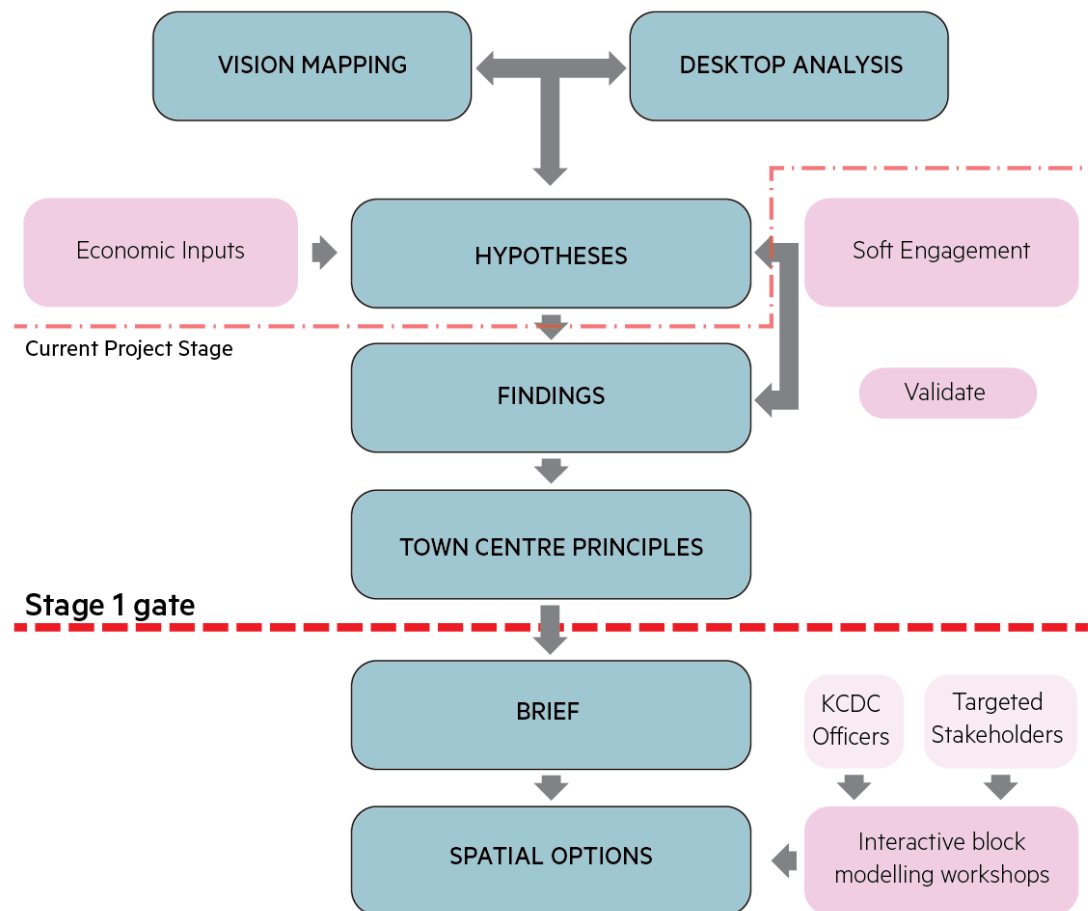 VISION MAPPING
DESKTOP ANALYSIS
Economic Inputs
HYPOTHESES
Soft Engagement
Current Project Stage
FINDINGS
Validate
TOWN CENTRE PRINCIPLES
Stage 1 gate
BRIEF
KCDC
Officers
Targeted
Stakeholders
SPATIAL OPTIONS
Interactive block
modelling workshops